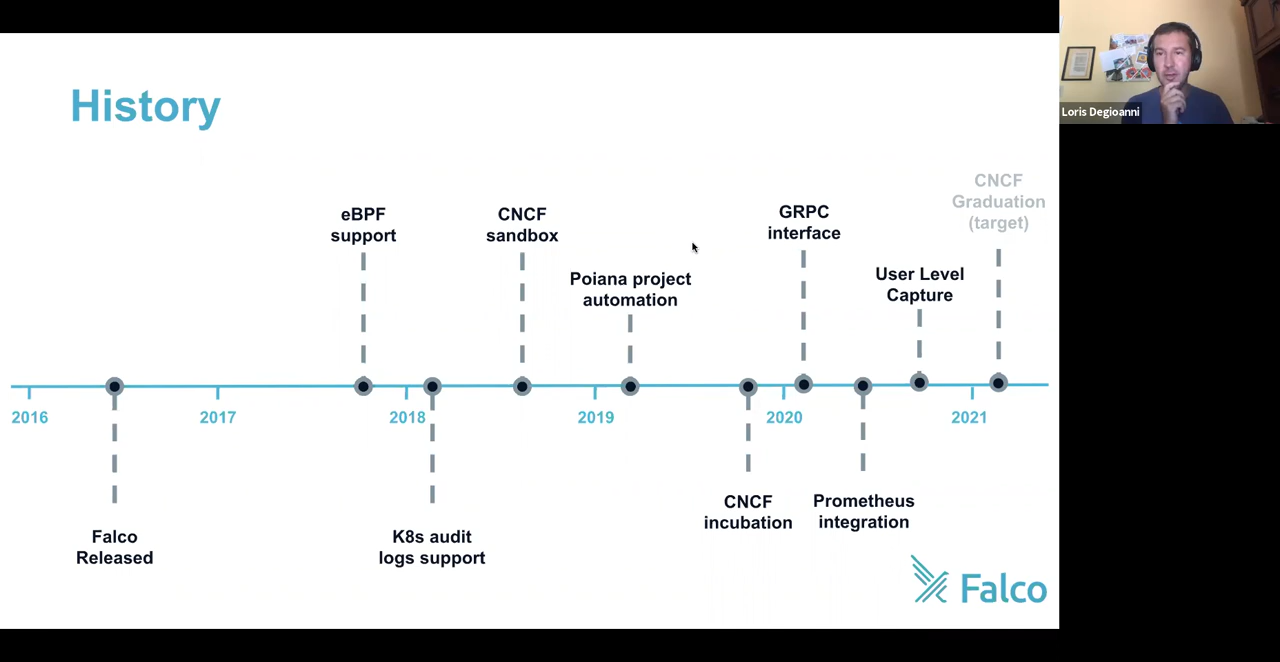 History
Loris Degioanni
CNCF
Graduation
(target)
eBPF
support
CNCF
sandbox
GRPC
interface
Poiana project
automation
User Level
Capture
2016
2017
2018
2019
2020
2021
CNCF
incubation
Prometheus
integration
Falco
Released
K8s audit
logs support
Falco